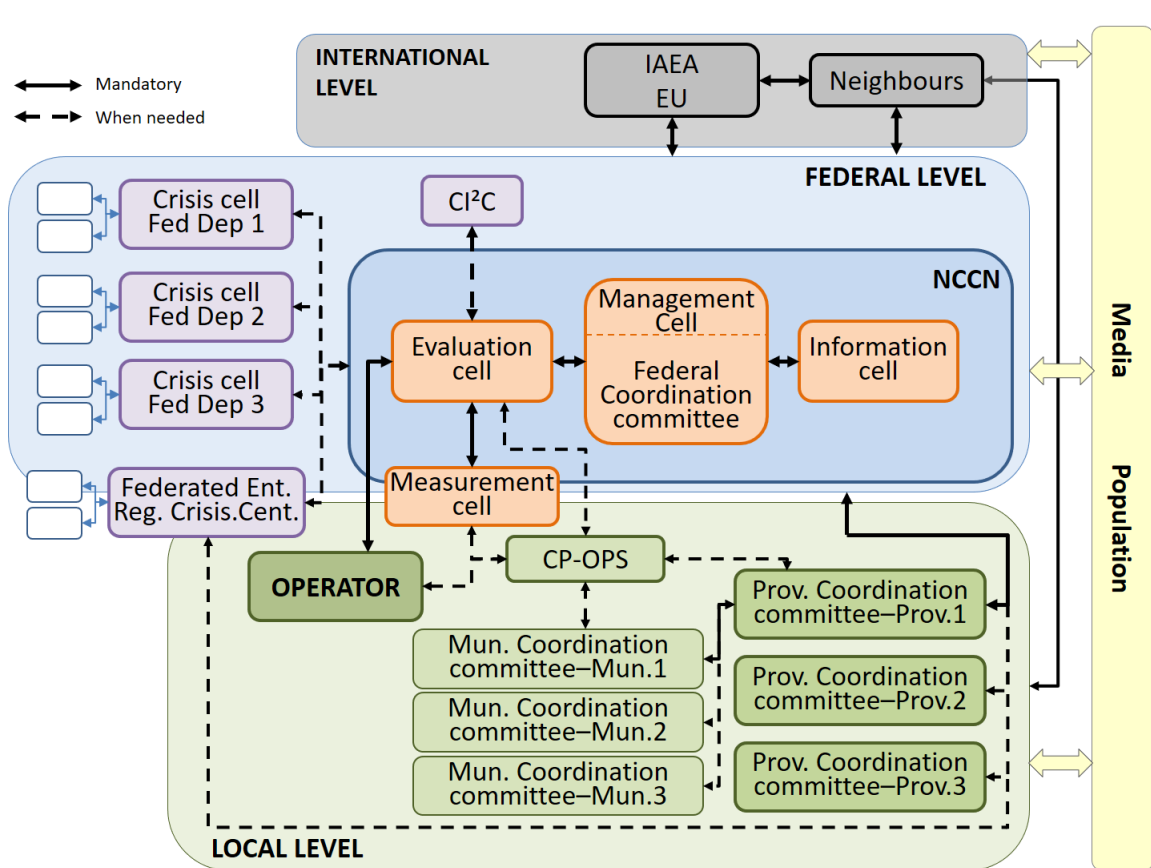 INTERNATIONAL
LEVEL
IAEA
EU
Neighbours
Mandatory
When needed
FEDERAL LEVEL
Crisis cell
Fed Dep 1
CI²C
NCCN
Crisis cell
Fed Dep 2
Management
Cell
Evaluation
cell
Federal
Coordination
committee
Information
cell
Crisis cell
Fed Dep 3
Federated Ent.
Reg. Crisis.Cent.
Measurement
cell
OPERATOR
CP-OPS
Prov. Coordination
committee–Prov.1
Mun. Coordination
committee–Mun.1
Prov. Coordination
committee–Prov.2
Mun. Coordination
committee–Mun.2
Prov. Coordination
committee–Prov.3
Mun. Coordination
committee–Mun.3
LOCAL LEVEL
Media Population